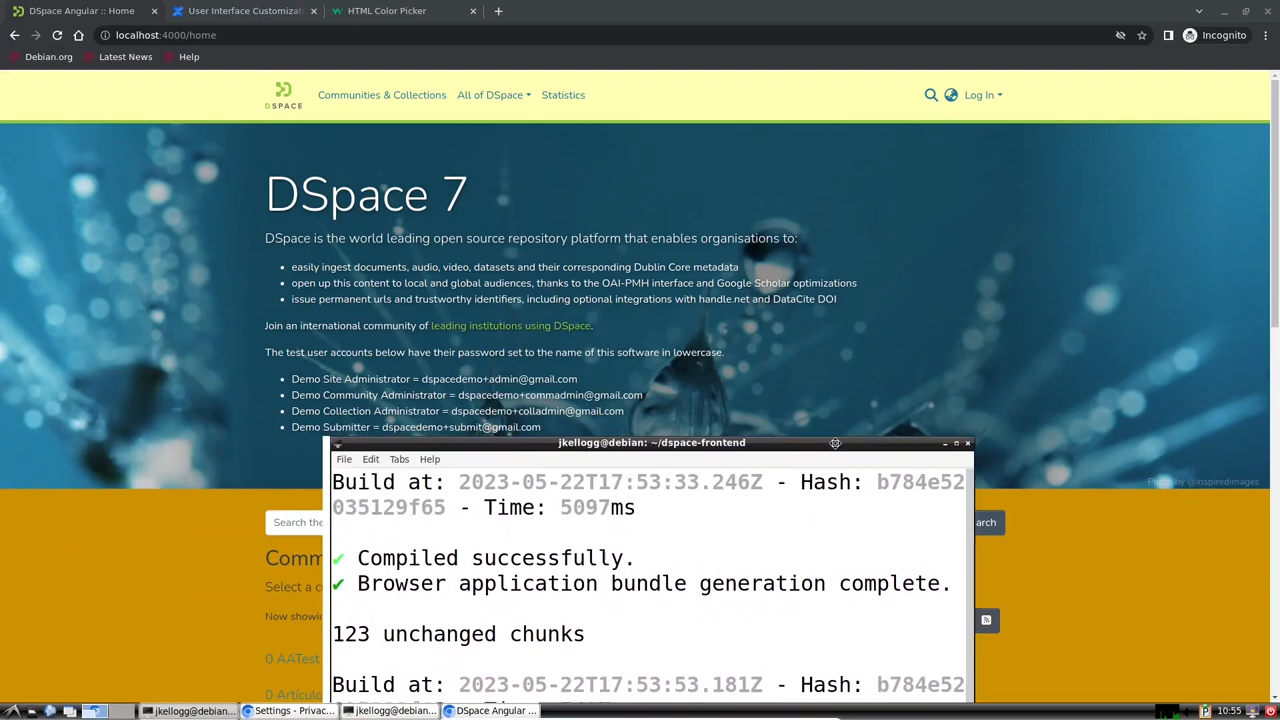 DSpace Angular :: Home
User Interface Customizati
HTML Color Picker
localhost:4000/home
Incognito
Debian.org
Latest News
Help
DSPACE
Communities & Collections
All of DSpace
Statistics
Log In
DSpace 7
DSpace is the world leading open source repository platform that enables organisations to:
easily ingest documents, audio, video, datasets and their corresponding Dublin Core metadata
open up this content to local and global audiences, thanks to the OAI-PMH interface and Google Scholar optimizations
issue permanent urls and trustworthy identifiers, including optional integrations with handle.net and DataCite DOI
Join an international community of leading institutions using DSpace.
The test user accounts below have their password set to the name of this software in lowercase.
Demo Site Administrator = dspacedemo+admin@gmail.com
Demo Community Administrator = dspacedemo+commadmin@gmail.com
Demo Collection Administrator = dspacedemo+colladmin@gmail.com
Demo Submitter = dspacedemo+submit@gmail.com
Photo by @inspiredimages
Search the
arch
Comm
Select a c
Now showin
0 AATest
0 Artículo
jkellogg@debian: ~/dspace-frontend
File Edit Tabs Help
Build at: 2023-05-22T17:53:33.246Z - Hash: b784e52
035129f65 - Time: 5097ms
✔ Compiled successfully.
✔ Browser application bundle generation complete.
123 unchanged chunks
Build at: 2023-05-22T17:53:53.181Z - Hash: b784e52
jkellogg@debian...
Settings - Privac...
jkellogg@debian...
DSpace Angular ...
10:55